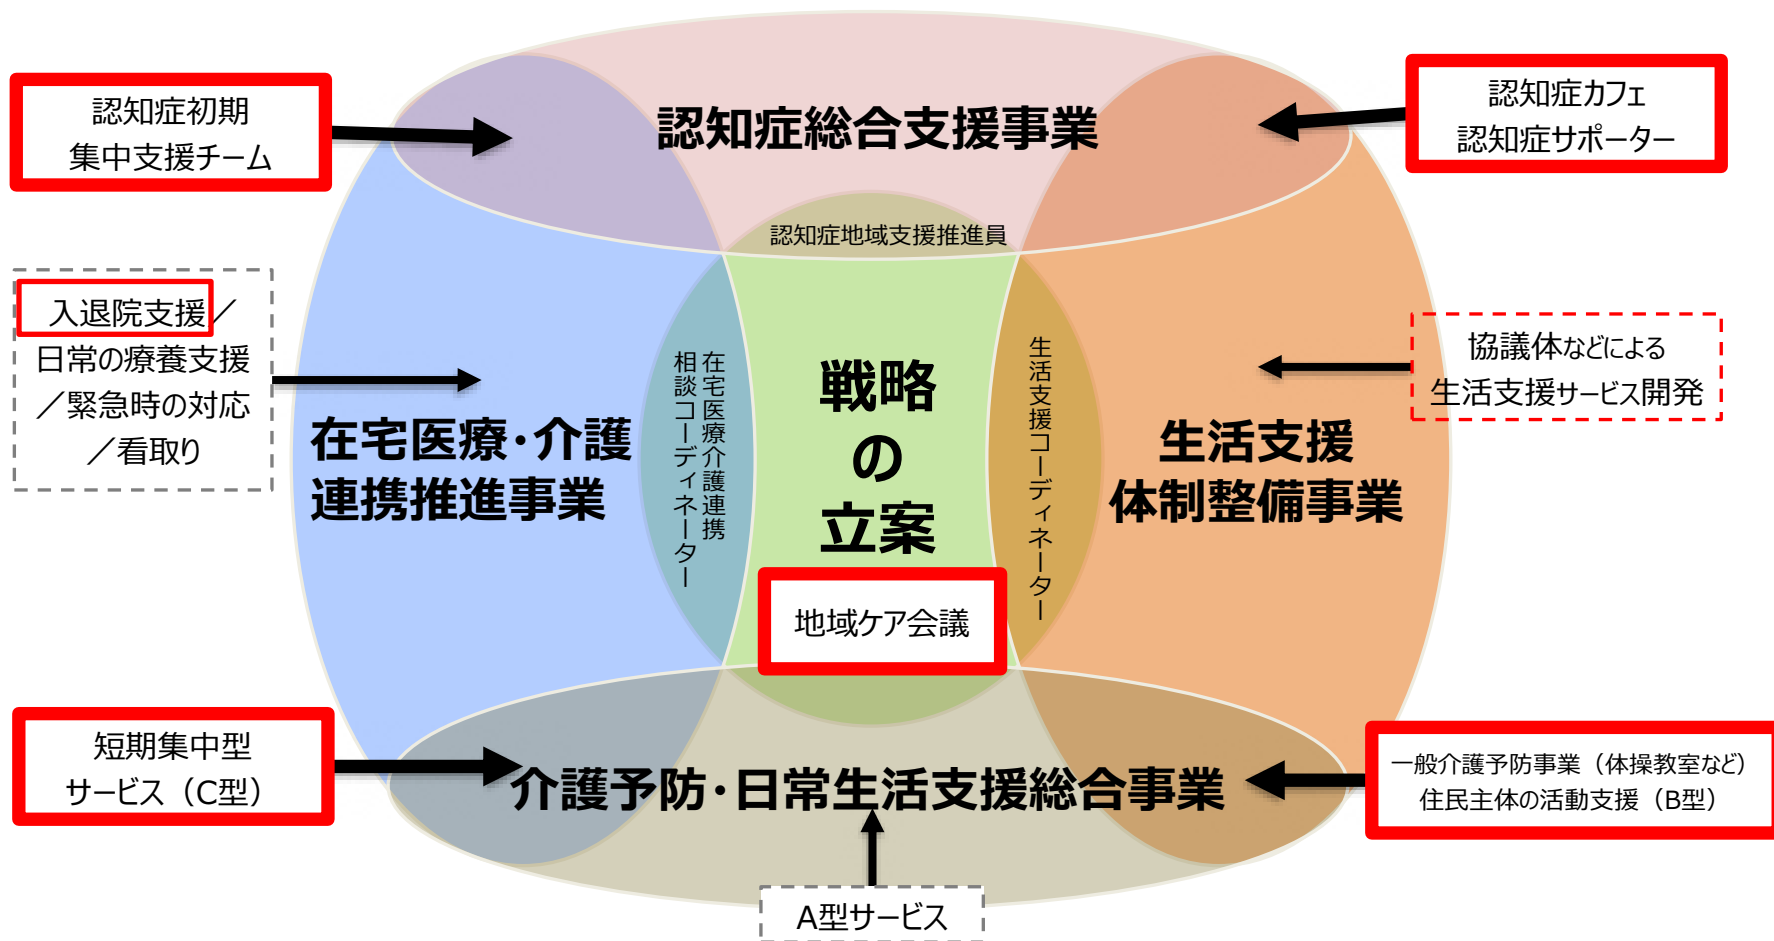 認知症初期
集中支援チーム
認知症総合支援事業
認知症カフェ
認知症サポーター
認知症地域支援推進員
入退院支援／
日常の療養支援
／緊急時の対応
／看取り
在宅医療・介護
連携推進事業
在宅医療介護連携
相談コーディネーター
戦略
の
立案
地域ケア会議
生活支援コーディネーター
生活支援
体制整備事業
協議体などによる
生活支援サービス開発
短期集中型
サービス（C型）
介護予防・日常生活支援総合事業
一般介護予防事業（体操教室など）
住民主体の活動支援（B型）
A型サービス